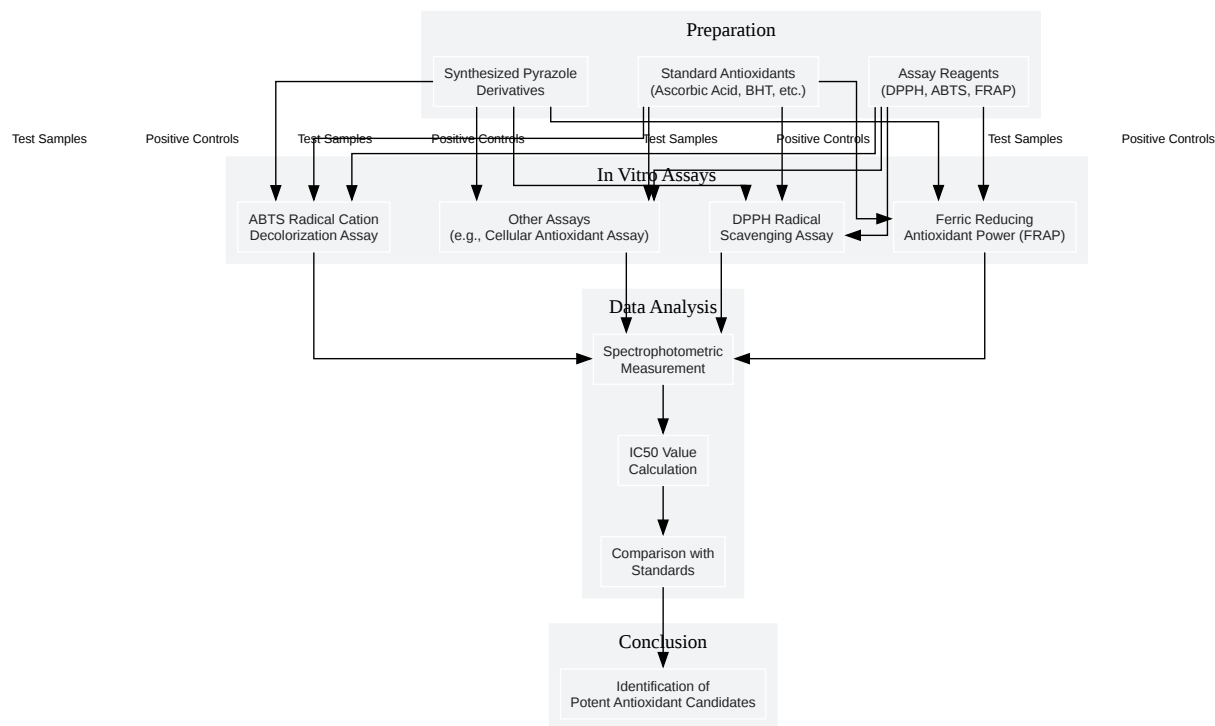 Preparation
Synthesized Pyrazole
Derivatives
Standard Antioxidants
(Ascorbic Acid, BHT, etc.)
Assay Reagents
(DPPH, ABTS, FRAP)
Test Samples
Positive Controls
Test Samples
Positive Controls
Test Samples
Positive Controls
Test Samples
Positive Controls
In Vitro Assays
ABTS Radical Cation
Decolorization Assay
Other Assays
(e.g., Cellular Antioxidant Assay)
DPPH Radical
Scavenging Assay
Ferric Reducing
Antioxidant Power (FRAP)
Data Analysis
Spectrophotometric
Measurement
IC50 Value
Calculation
Comparison with
Standards
Conclusion
Identification of
Potent Antioxidant Candidates